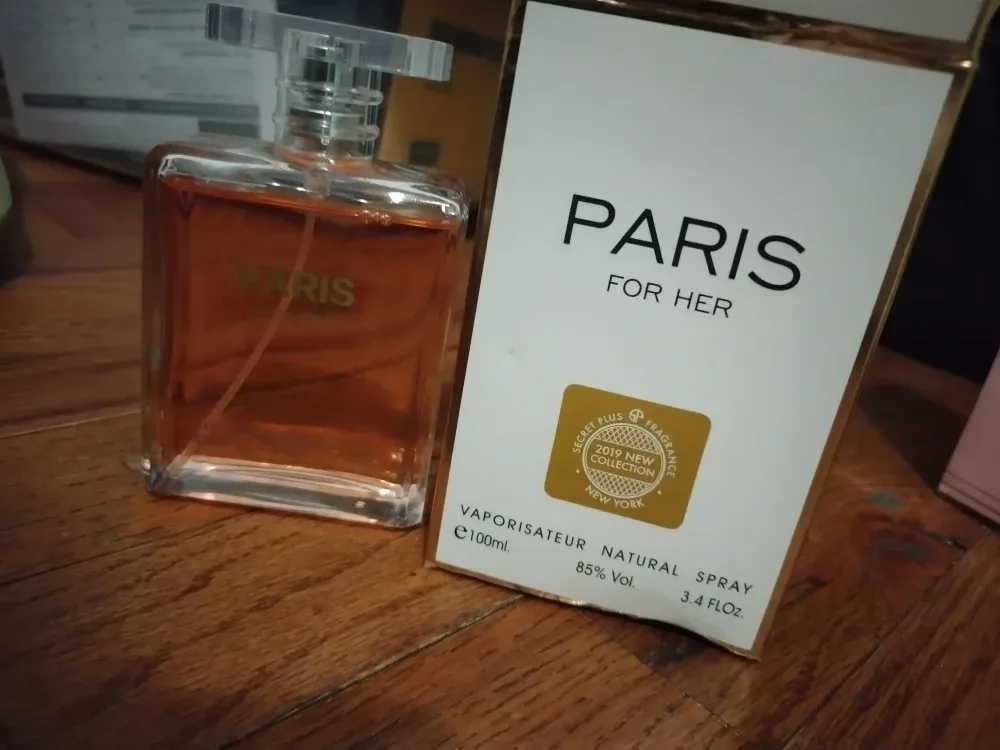 PARIS
PARIS
FOR HER
SECRET PLUS FRAGRANCE
2019 NEW
COLLECTION
NEW YORK
VAPORISATEUR NATURAL SPRAY
℮100ml. 85% Vol. 3.4 FLOz.